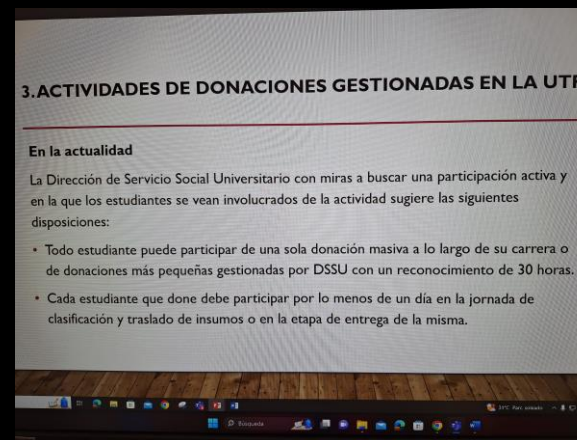 3.ACTIVIDADES DE DONACIONES GESTIONADAS EN LA UTP
En la actualidad
La Dirección de Servicio Social Universitario con miras a buscar una participación activa y
en la que los estudiantes se vean involucrados de la actividad sugiere las siguientes
disposiciones:
• Todo estudiante puede participar de una sola donación masiva a lo largo de su carrera o
de donaciones más pequeñas gestionadas por DSSU con un reconocimiento de 30 horas.
• Cada estudiante que done debe participar por lo menos de un día en la jornada de
clasificación y traslado de insumos o en la etapa de entrega de la misma.
Búsqueda